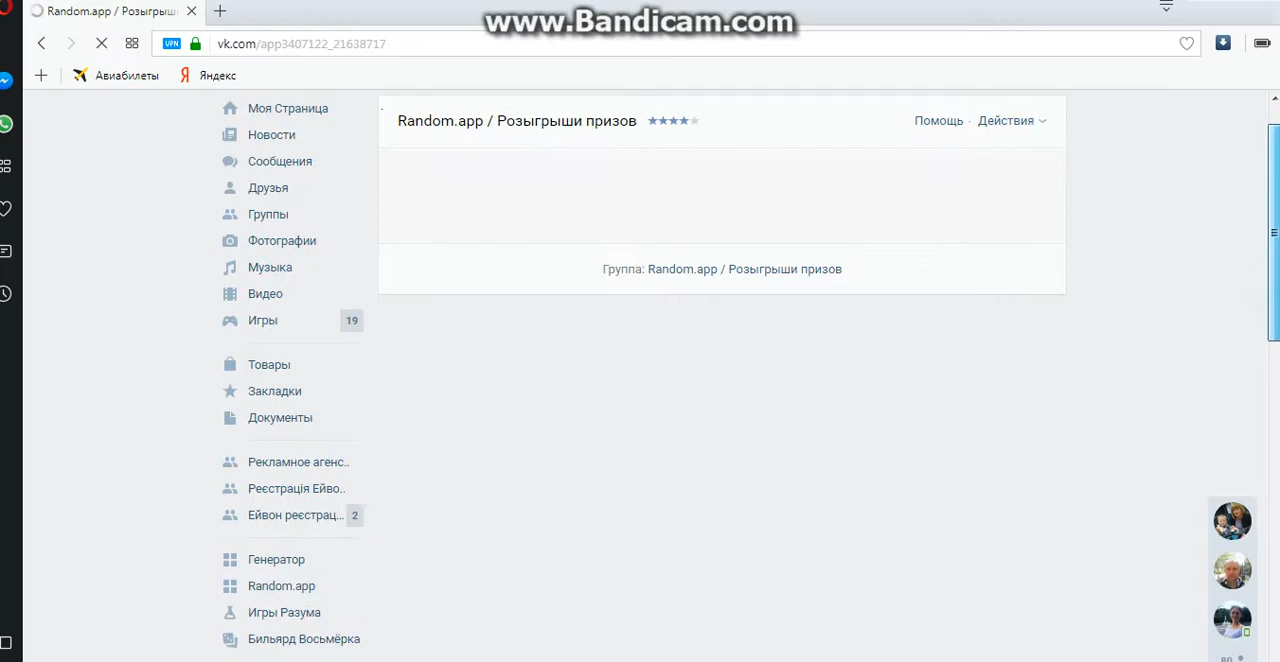 www.Bandicam.com
Random.app / Розыгрыш
VPN
vk.com/app3407122_21638717
Авиабилеты
Яндекс
Моя Страница
Новости
Сообщения
Друзья
Группы
Фотографии
Музыка
Видео
Игры 19
Товары
Закладки
Документы
Рекламное агенс..
Реєстрація Ейво..
Ейвон реєстрац... 2
Генератор
Random.app
Игры Разума
Бильярд Восьмёрка
Random.app / Розыгрыши призов
Помощь - Действия
Группа: Random.app / Розыгрыши призов